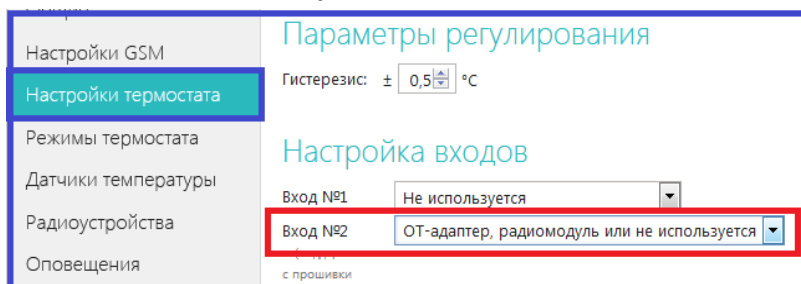 Настройки GSM
Настройки термостата
Режимы термостата
Датчики температуры
Радиоустройства
Оповещения
Параметры регулирования
Гистерезис: ± 0,5 °C
Настройка входов
Вход №1 Не используется
Вход №2 ОТ-адаптер, радиомодуль или не используется
с прошивки